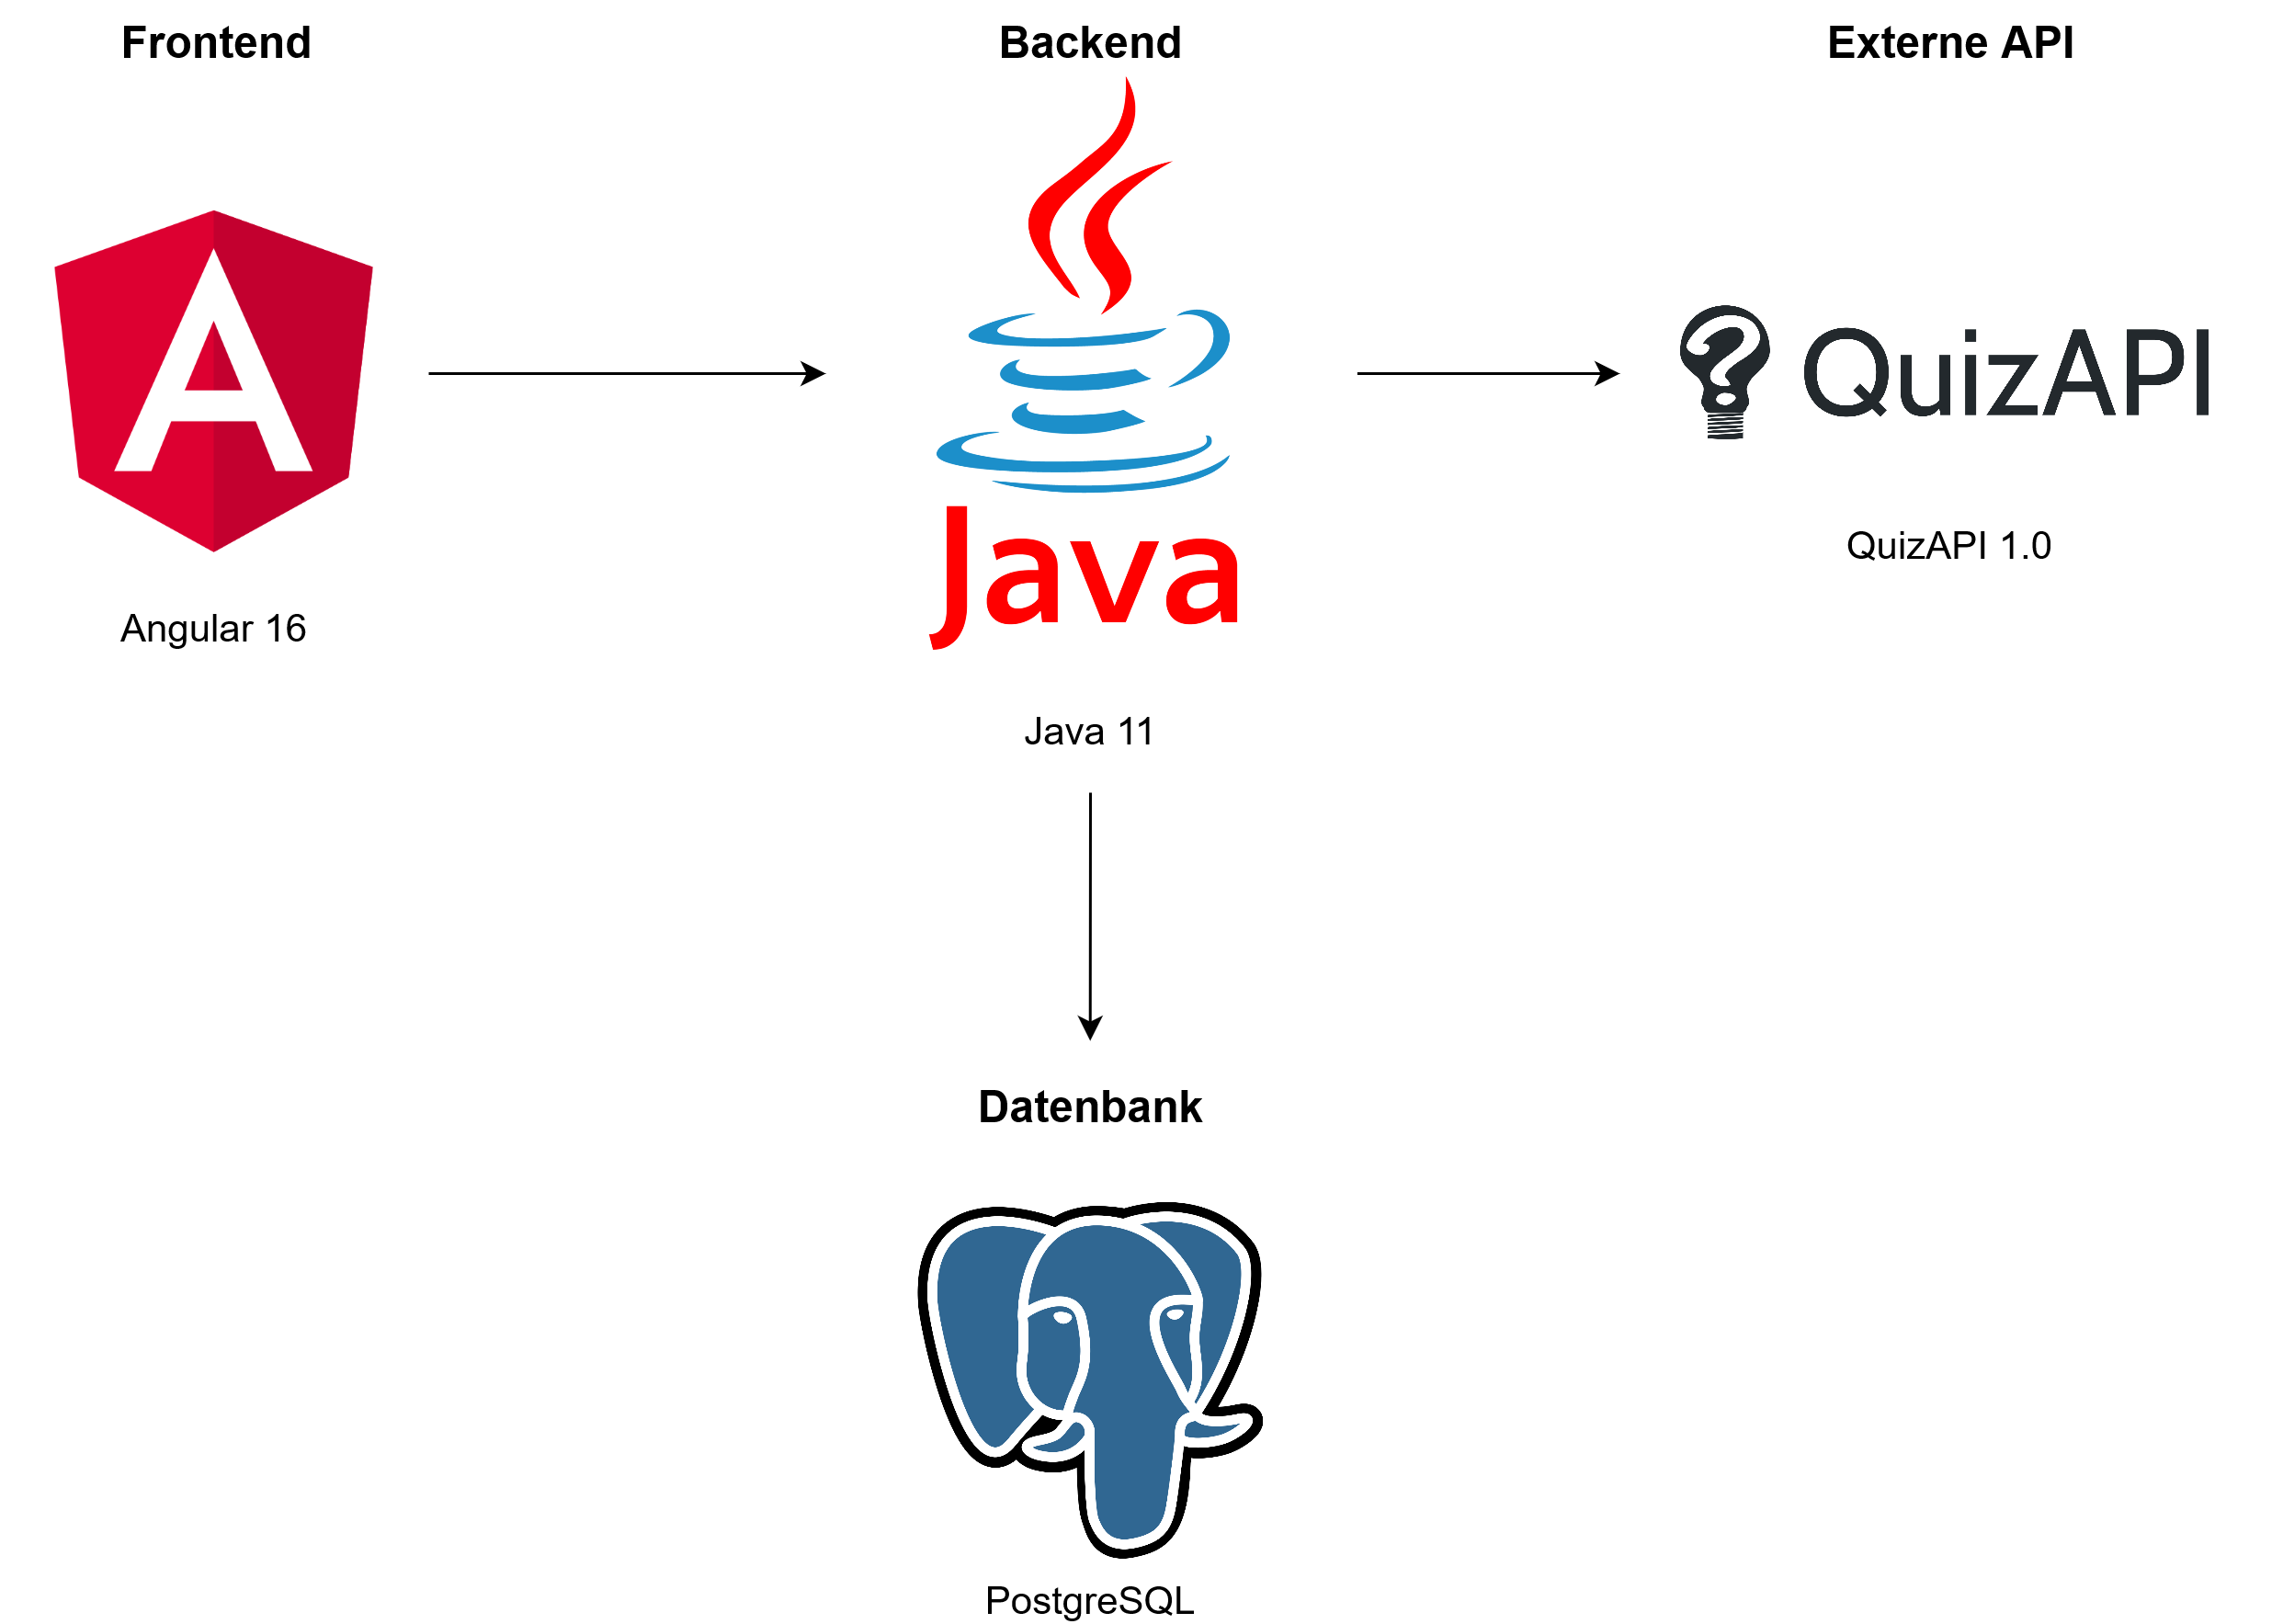 Frontend
Backend
Externe API
QuizAPI
Java
QuizAPI 1.0
Angular 16
Java 11
Datenbank
PostgreSQL